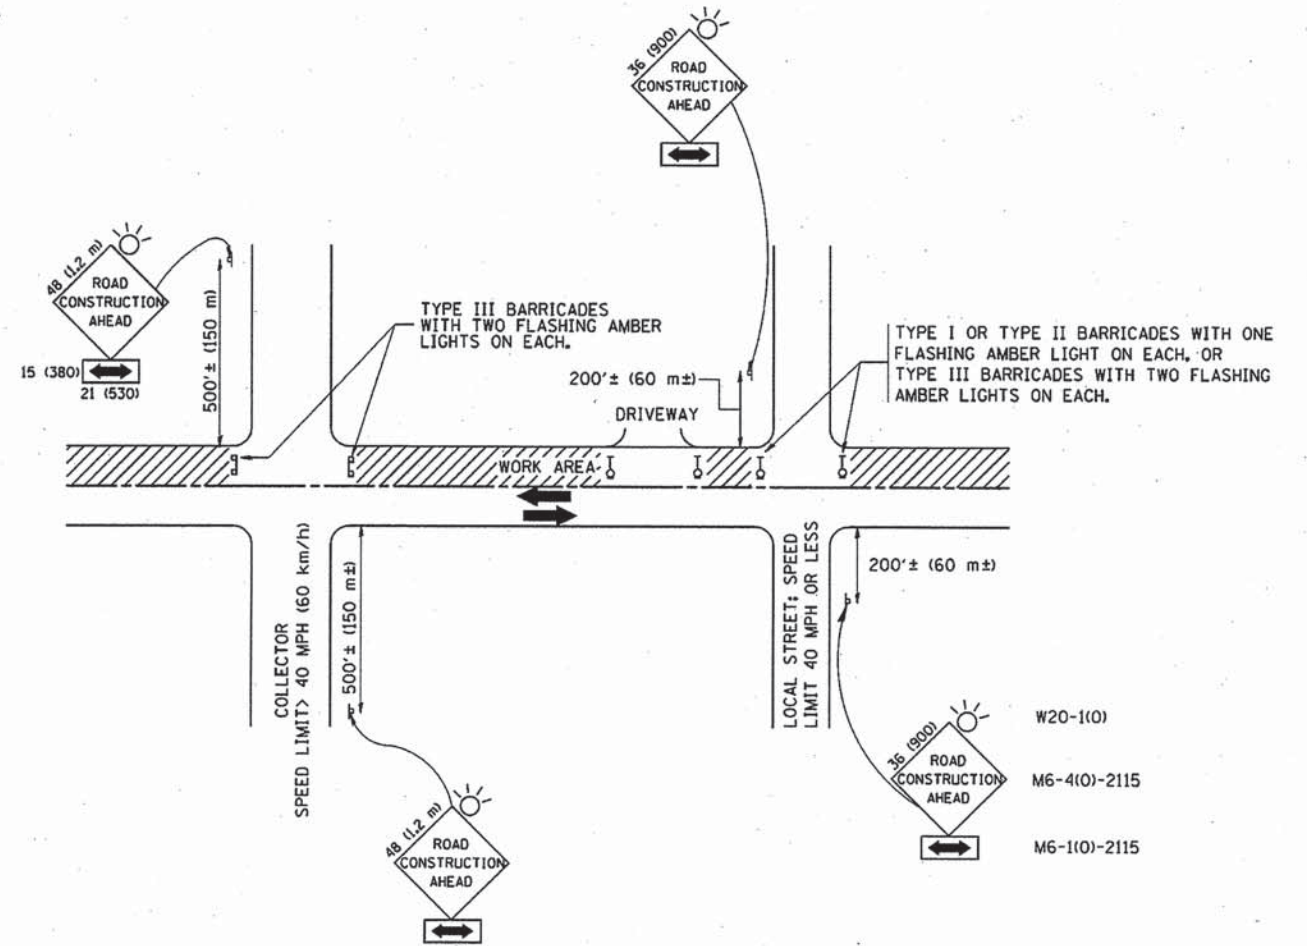 36 (900)
ROAD
CONSTRUCTION
AHEAD
48 (1.2 m)
ROAD
CONSTRUCTION
AHEAD
15 (380)
21 (530)
500'± (150 m)
TYPE III BARRICADES
WITH TWO FLASHING AMBER
LIGHTS ON EACH.
200'± (60 m±)
DRIVEWAY
TYPE I OR TYPE II BARRICADES WITH ONE
FLASHING AMBER LIGHT ON EACH. OR
TYPE III BARRICADES WITH TWO FLASHING
AMBER LIGHTS ON EACH.
WORK AREA
COLLECTOR
SPEED LIMIT> 40 MPH (60 km/h)
500'± (150 m±)
LOCAL STREET; SPEED
LIMIT 40 MPH OR LESS
200'± (60 m±)
36 (900)
ROAD
CONSTRUCTION
AHEAD
W20-1(O)
M6-4(O)-2115
M6-1(O)-2115
48 (1.2 m)
ROAD
CONSTRUCTION
AHEAD